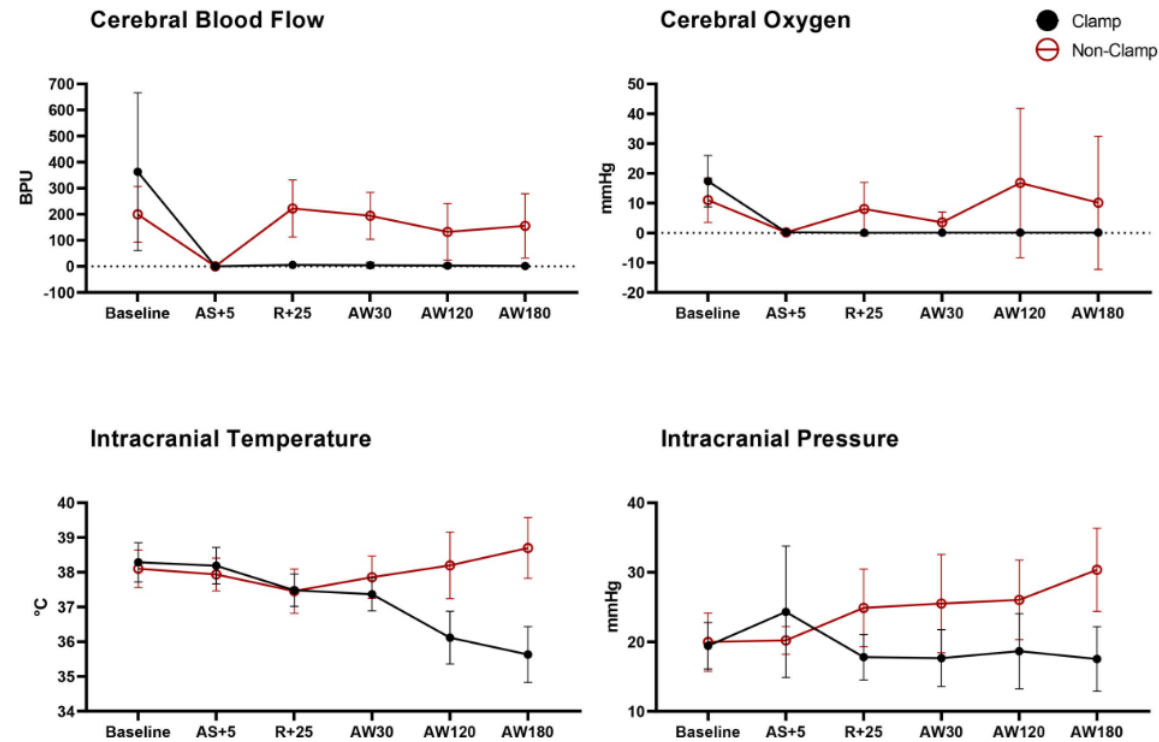 Cerebral Blood Flow
BPU
700
600
500
400
300
200
100
0
-100
Baseline AS+5 R+25 AW30 AW120 AW180
Cerebral Oxygen
Clamp
Non-Clamp
mmHg
50
40
30
20
10
0
-10
-20
Baseline AS+5 R+25 AW30 AW120 AW180
Intracranial Temperature
°C
40
39
38
37
36
35
34
Baseline AS+5 R+25 AW30 AW120 AW180
Intracranial Pressure
mmHg
40
30
20
10
Baseline AS+5 R+25 AW30 AW120 AW180